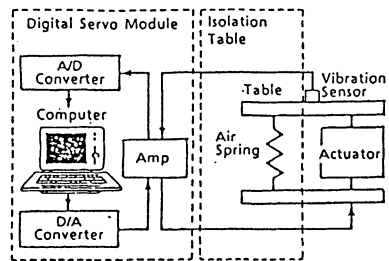 Digital Servo Module
Isolation
Table
A/D
Converter
Computer
D/A
Converter
Amp
Table
Vibration
Sensor
Air
Spring
Actuator